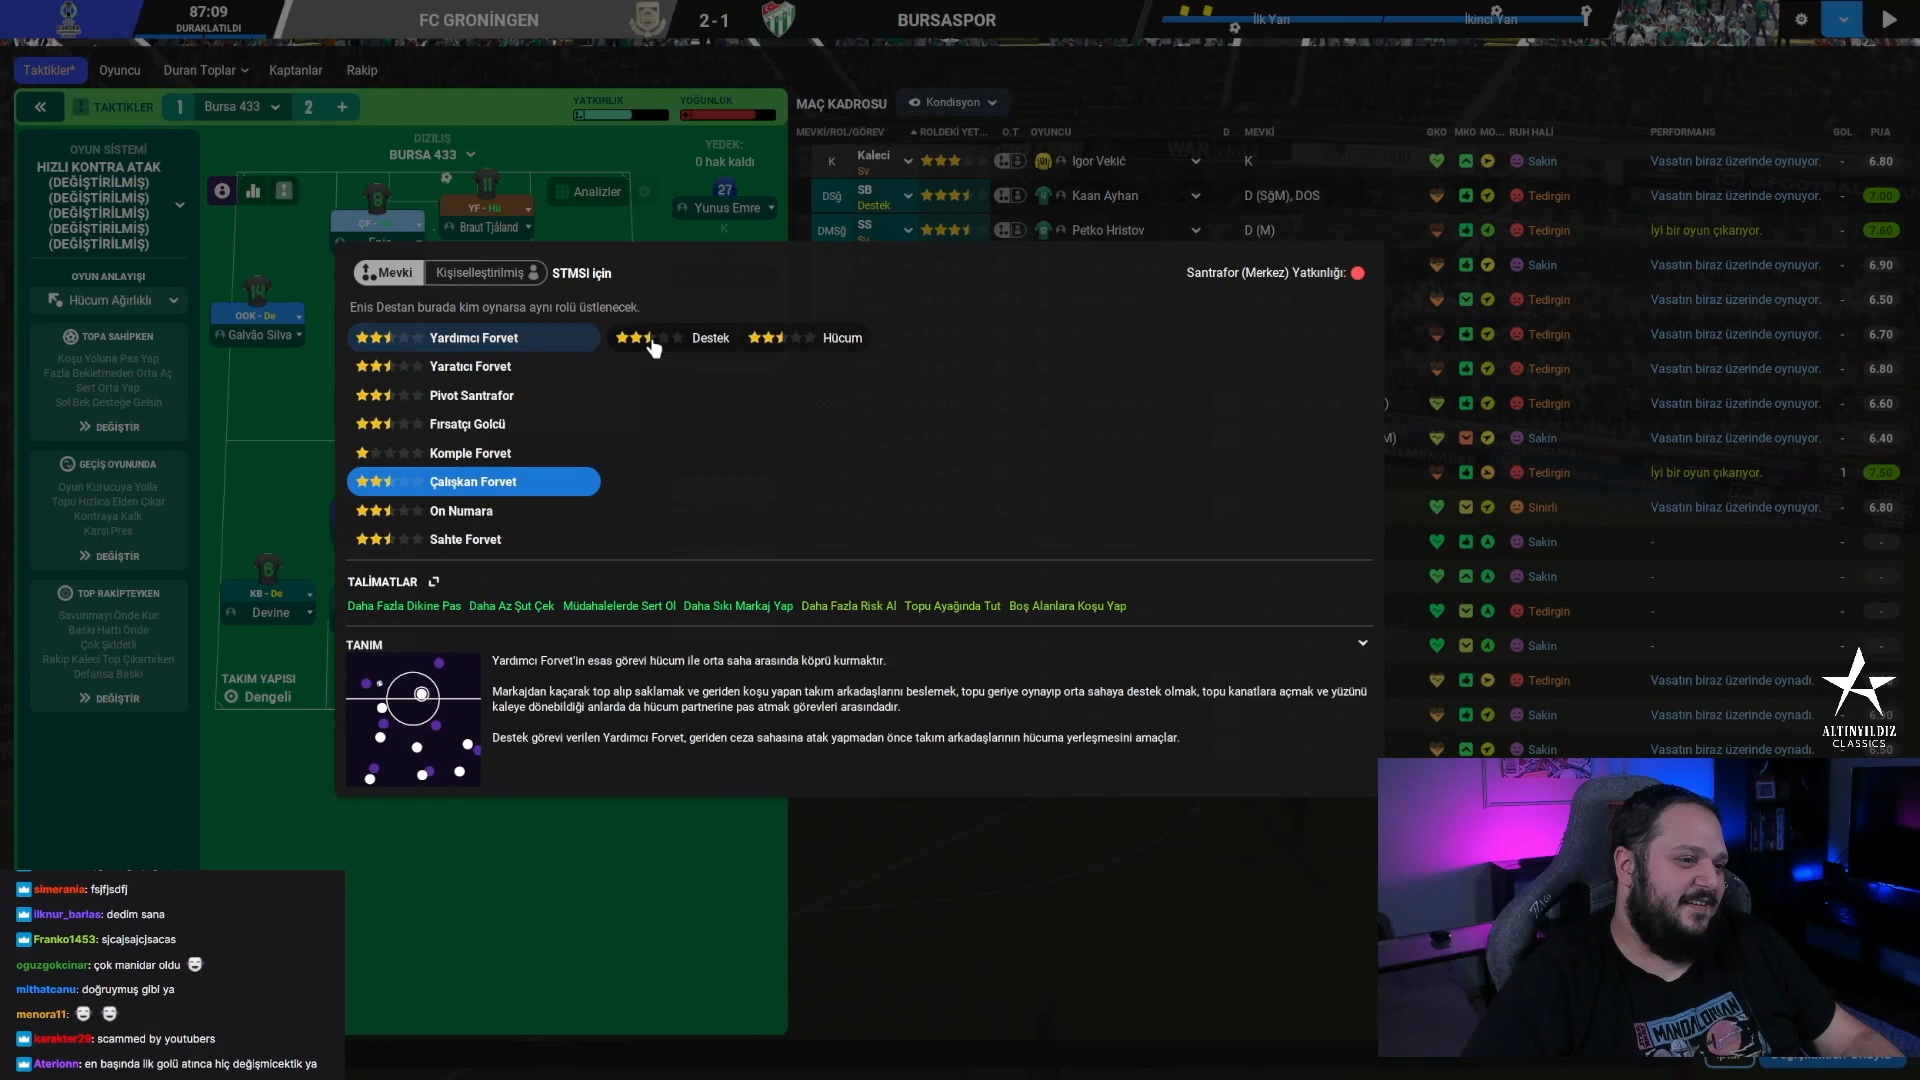 87:09
DURAKLATILDI
FC GRONİNGEN
2 - 1
BURSASPOR
İlk Yarı
İkinci Yarı
Taktikler*
Oyuncu
Duran Toplar
Kaptanlar
Rakip
TAKTİKLER
1
Bursa 433
2
+
YATKINLIK
YOĞUNLUK
OYUN SİSTEMİ
HIZLI KONTRA ATAK
(DEĞİŞTİRİLMİŞ)
(DEĞİŞTİRİLMİŞ)
(DEĞİŞTİRİLMİŞ)
(DEĞİŞTİRİLMİŞ)
(DEĞİŞTİRİLMİŞ)
OYUN ANLAYIŞI
Hücum Ağırlıklı
TOPA SAHİPKEN
Koşu Yoluna Pas Yap
Fazla Bekletmeden Orta Aç
Sert Orta Yap
Sol Bek Desteğe Gelsin
DEĞİŞTİR
GEÇİŞ OYUNUNDA
Oyun Kurucuya Yolla
Topu Hızlıca Elden Çıkar
Kontraya Kalk
Karşı Pres
DEĞİŞTİR
TOP RAKİPTEYKEN
Savunmayı Önde Kur
Baskı Hattı Önde
Çok Şiddetli
Rakip Kaleci Top Çıkartırken
Defansa Baskı
DEĞİŞTİR
DİZİLİŞ
BURSA 433
YEDEK:
0 hak kaldı
Analizler
27
Yunus Emre
K
8
11
YF - Hü
Braut Tjåland
Enis
14
OOK - De
Galvão Silva
6
KB - De
Devine
TAKIM YAPISI
Dengeli
MAÇ KADROSU
Kondisyon
MEVKİ/ROL/GÖREV
ROLDEKİ YET...
O.T
OYUNCU
D
MEVKİ
GKO
MKO
MO...
RUH HALİ
PERFORMANS
GOL
PUA
K Kaleci Sv Igor Vekić K Sakin Vasatın biraz üzerinde oynuyor. - 6.80
DSğ SB Destek Kaan Ayhan D (SğM), DOS Tedirgin Vasatın biraz üzerinde oynuyor. - 7.00
DMSğ SS Sv Petko Hristov D (M) Tedirgin İyi bir oyun çıkarıyor. - 7.60
Sakin Vasatın biraz üzerinde oynuyor. - 6.90
Tedirgin Vasatın biraz üzerinde oynuyor. - 6.50
Tedirgin Vasatın biraz üzerinde oynuyor. - 6.70
Tedirgin Vasatın biraz üzerinde oynuyor. - 6.80
) Tedirgin Vasatın biraz üzerinde oynuyor. - 6.60
M) Sakin Vasatın biraz üzerinde oynuyor. - 6.40
Tedirgin İyi bir oyun çıkarıyor. 1 7.50
Sinirli Vasatın biraz üzerinde oynuyor. - 6.80
Sakin - - -
Sakin - - -
Tedirgin - - -
Sakin - - -
Tedirgin Vasatın biraz üzerinde oynadı.
Sakin Vasatın biraz üzerinde oynadı. -
Sakin Vasatın biraz üzerinde oynadı. -
Mevki
Kişiselleştirilmiş
STMSl için
Santrafor (Merkez) Yatkınlığı:
Enis Destan burada kim oynarsa aynı rolü üstlenecek.
Yardımcı Forvet
Destek
Hücum
Yaratıcı Forvet
Pivot Santrafor
Fırsatçı Golcü
Komple Forvet
Çalışkan Forvet
On Numara
Sahte Forvet
TALİMATLAR
Daha Fazla Dikine Pas Daha Az Şut Çek Müdahalelerde Sert Ol Daha Sıkı Markaj Yap Daha Fazla Risk Al Topu Ayağında Tut Boş Alanlara Koşu Yap
TANIM
Yardımcı Forvet'in esas görevi hücum ile orta saha arasında köprü kurmaktır.
Markajdan kaçarak top alıp saklamak ve geriden koşu yapan takım arkadaşlarını beslemek, topu geriye oynayıp orta sahaya destek olmak, topu kanatlara açmak ve yüzünü
kaleye dönebildiği anlarda da hücum partnerine pas atmak görevleri arasındadır.
Destek görevi verilen Yardımcı Forvet, geriden ceza sahasına atak yapmadan önce takım arkadaşlarının hücuma yerleşmesini amaçlar.
ALTINYILDIZ
CLASSICS
simerania: fsjfjsdfj
ilknur_barlas: dedim sana
Franko1453: sjcajsajcjsacas
oguzgokcinar: çok manidar oldu
mithatcanu: doğruymuş gibi ya
menora11:
karakter29: scammed by youtubers
Aterionn: en başında ilk golü atınca hiç değişmicektik ya
MANDALORIAN